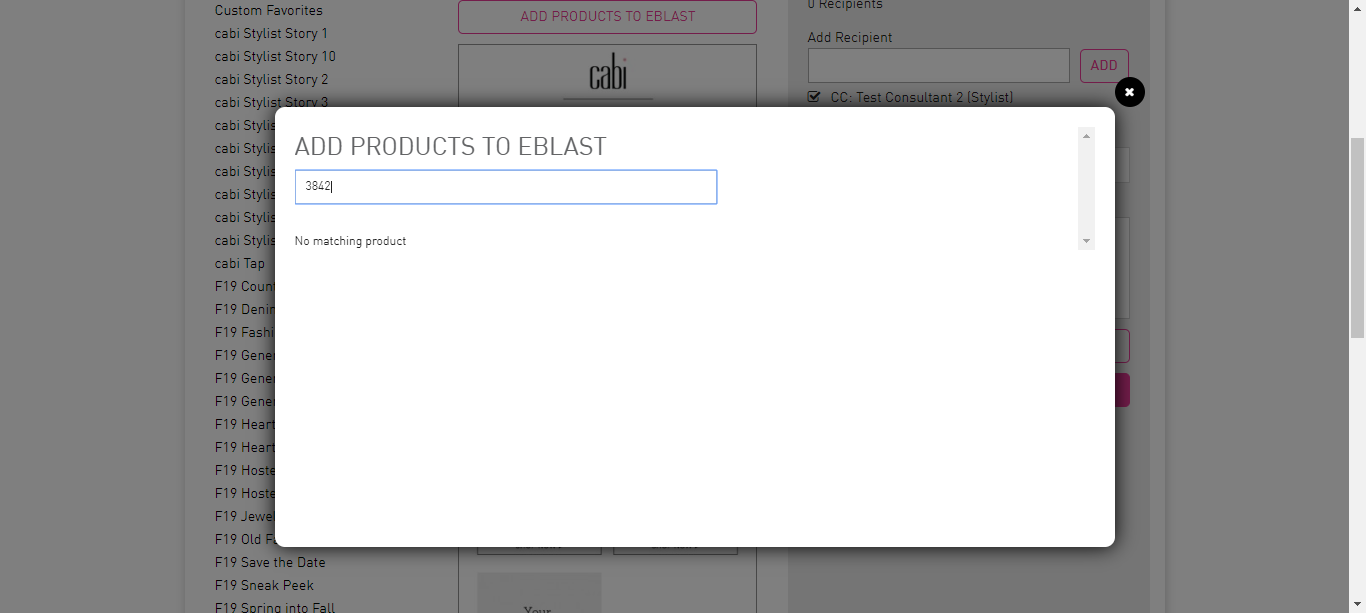 Custom Favorites
cabi Stylist Story 1
cabi Stylist Story 10
cabi Stylist Story 2
cabi Stylist Story 3
cabi Stylis
cabi Stylis
cabi Stylis
cabi Stylis
cabi Stylis
cabi Stylis
cabi Tap
F19 Coun
F19 Denim
F19 Fashi
F19 Gener
F19 Gener
F19 Gener
F19 Heart
F19 Heart
F19 Hoste
F19 Hoste
F19 Jewel
F19 Old F
F19 Save the Date
F19 Sneak Peek
F19 Spring into Fall
ADD PRODUCTS TO EBLAST
cabi
0 Recipients
Add Recipient
ADD
CC: Test Consultant 2 (Stylist)
ADD PRODUCTS TO EBLAST
3842
No matching product
Your